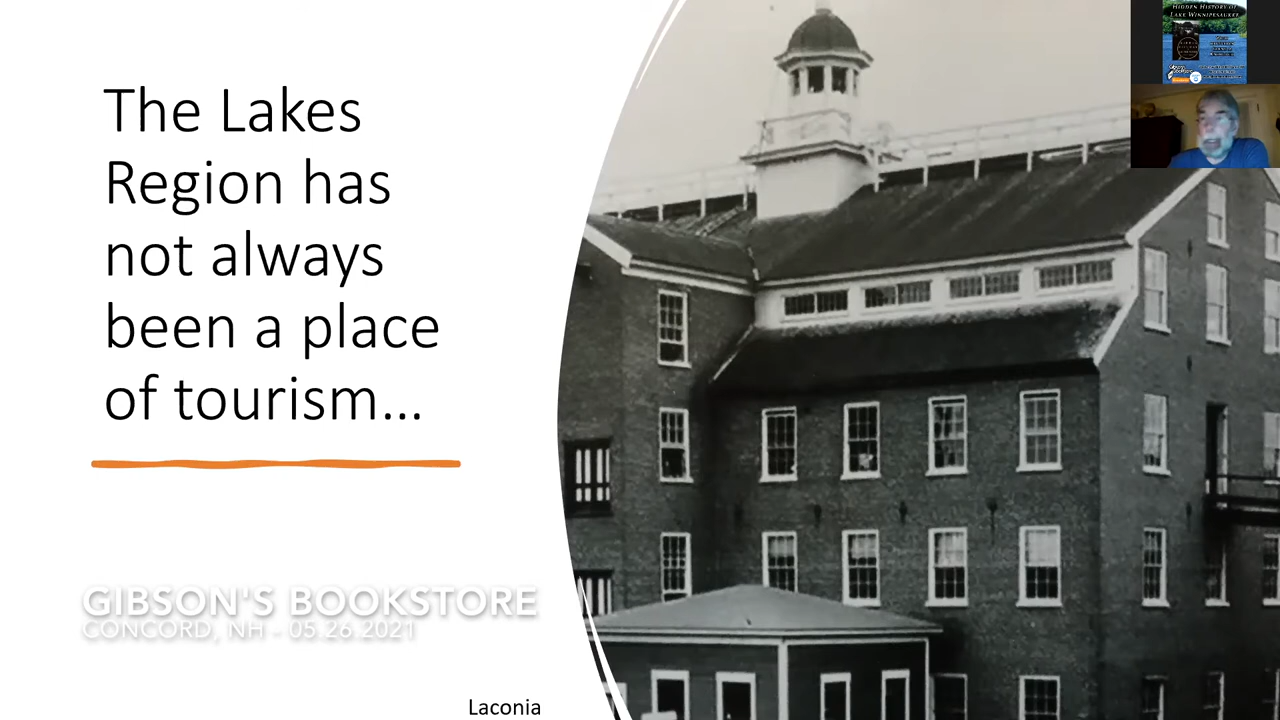 The Lakes
Region has
not always
been a place
of tourism...
GIBSON'S BOOKSTORE
CONCORD, NH - 05.26.2021
Laconia
HIDDEN HISTORY OF
LAKE WINNIPESAUKEE